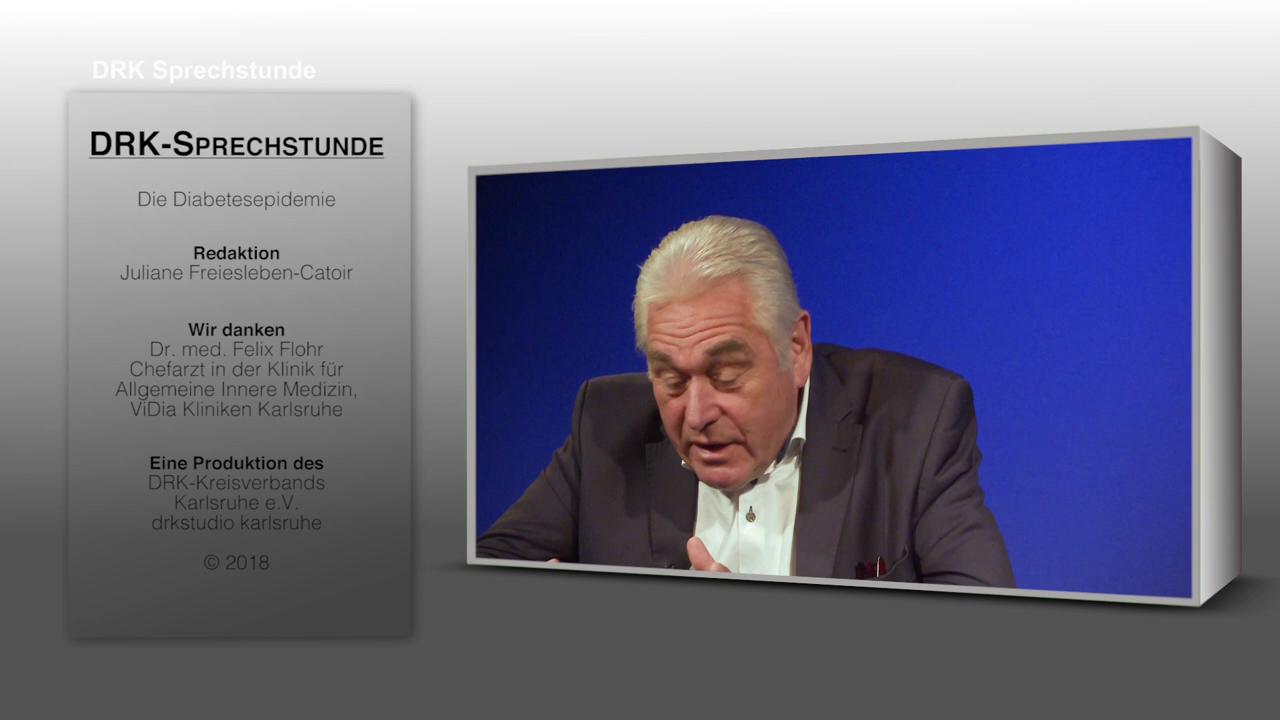 DRK Sprechstunde
DRK-SPRECHSTUNDE
Die Diabetesepidemie
Redaktion
Juliane Freiesleben-Catoir
Wir danken
Dr. med. Felix Flohr
Chefarzt in der Klinik für
Allgemeine Innere Medizin,
ViDia Kliniken Karlsruhe
Eine Produktion des
DRK-Kreisverbands
Karlsruhe e.V.
drkstudio karlsruhe
© 2018